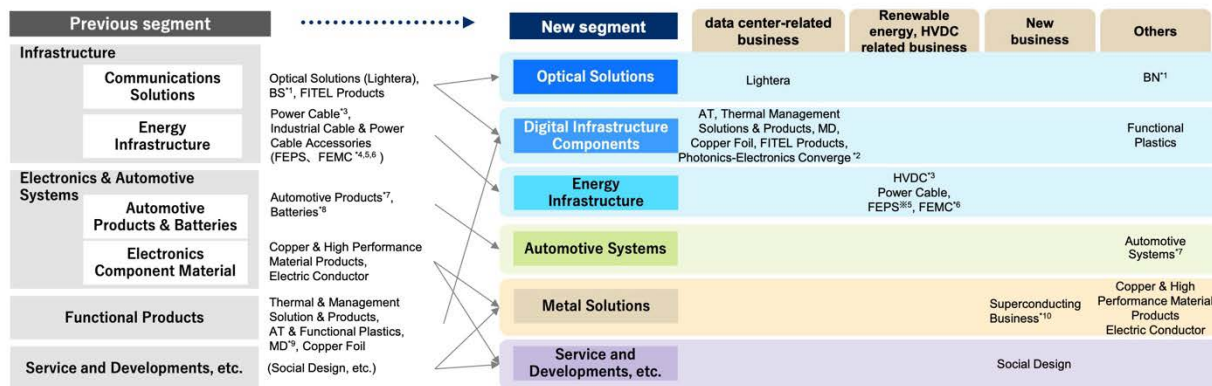 Previous segment
Infrastructure
Communications
Solutions
Optical Solutions (Lightera),
BS*1, FITEL Products
Energy
Infrastructure
Power Cable*3,
Industrial Cable & Power
Cable Accessories
(FEPS、FEMC *4,5,6 )
Electronics & Automotive
Systems
Automotive
Products & Batteries
Automotive Products*7,
Batteries*8
Electronics
Component Material
Copper & High Performance
Material Products,
Electric Conductor
Functional Products
Thermal & Management
Solution & Products,
AT & Functional Plastics,
MD*9, Copper Foil
Service and Developments, etc.
(Social Design, etc.)
New segment
data center-related
business
Renewable
energy, HVDC
related business
New
business
Others
Optical Solutions
Lightera
BN*1
Digital Infrastructure
Components
AT, Thermal Management
Solutions & Products, MD,
Copper Foil, FITEL Products,
Photonics-Electronics Converge*2
Functional
Plastics
Energy
Infrastructure
HVDC*3
Power Cable,
FEPS※5, FEMC*6
Automotive Systems
Automotive
Systems*7
Metal Solutions
Superconducting
Business*10
Copper & High
Performance Material
Products
Electric Conductor
Service and
Developments, etc.
Social Design